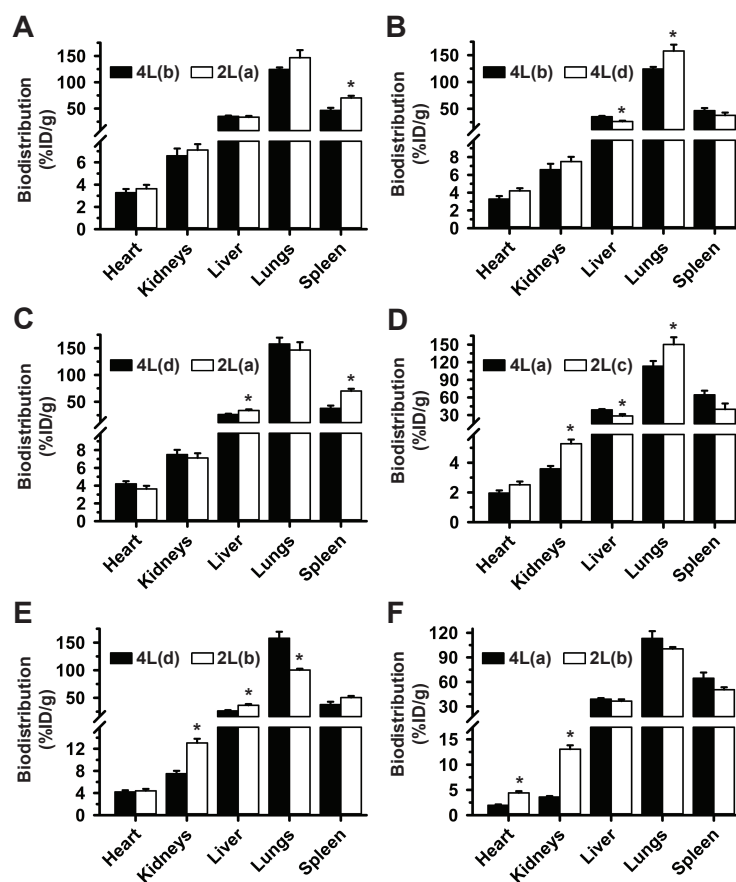 A
B
4L(b) 2L(a)
4L(b) 4L(d)
Biodistribution
(%ID/g)
150
100
50
6
4
2
0
*
Heart
Kidneys
Liver
Lungs
Spleen
Biodistribution
(%ID/g)
150
100
50
8
6
4
2
0
*
*
Heart
Kidneys
Liver
Lungs
Spleen
C
D
4L(d) 2L(a)
4L(a) 2L(c)
Biodistribution
(%ID/g)
150
100
50
8
6
4
2
0
*
*
Heart
Kidneys
Liver
Lungs
Spleen
Biodistribution
(%ID/g)
150
120
90
60
30
4
2
0
*
*
*
Heart
Kidneys
Liver
Lungs
Spleen
E
F
4L(d) 2L(b)
4L(a) 2L(b)
Biodistribution
(%ID/g)
150
100
50
12
8
4
0
*
*
*
Heart
Kidneys
Liver
Lungs
Spleen
Biodistribution
(%ID/g)
120
90
60
30
15
10
5
0
*
*
Heart
Kidneys
Liver
Lungs
Spleen